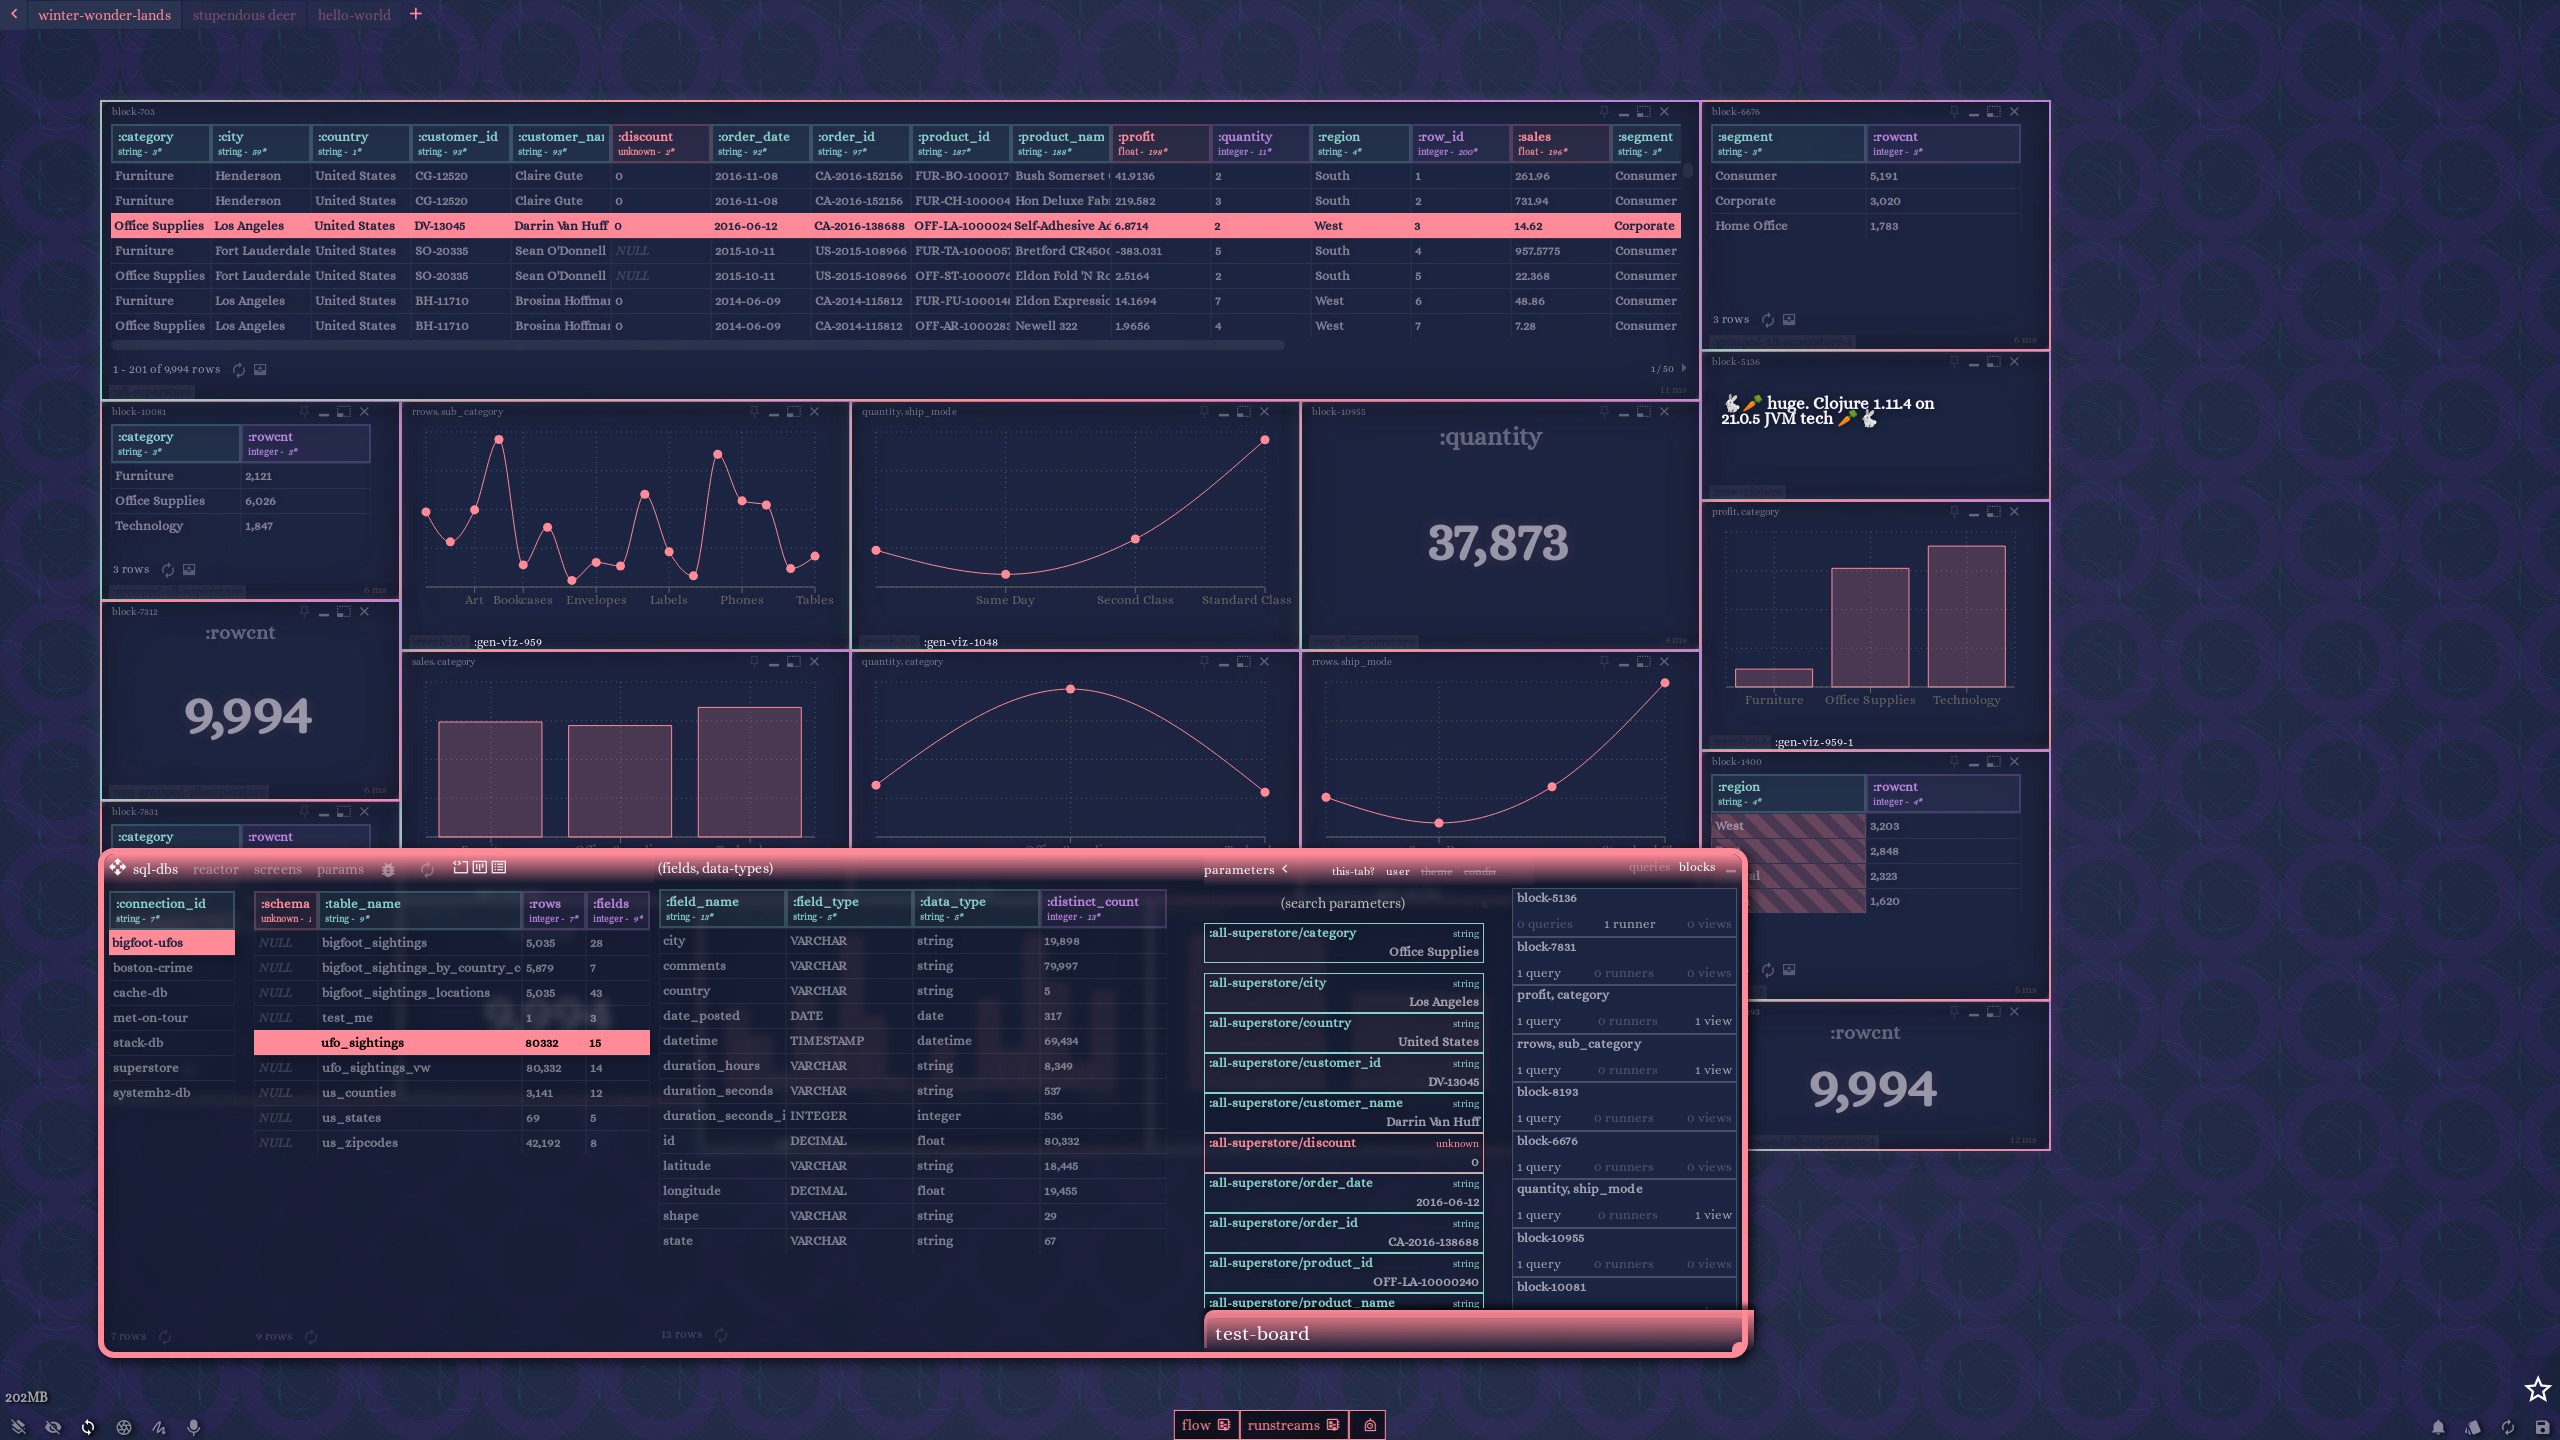 winter-wonder-lands stupendous deer hello-world +
block-703
:category :city :country :customer_id :customer_nai :discount :order_date :order_id :product_id :product_nam :profit :quantity :region :row_id :sales :segment
string - 3* string - 59* string - 1* string - 93* string - 93* unknown - 2* string - 92* string - 97* string - 187* string - 188* float - 198* integer - 11* string - 4* integer - 200* float - 196* string - 3*
Furniture Henderson United States CG-12520 Claire Gute 0 2016-11-08 CA-2016-152156 FUR-BO-100017 Bush Somerset 41.9136 2 South 1 261.96 Consumer
Furniture Henderson United States CG-12520 Claire Gute 0 2016-11-08 CA-2016-152156 FUR-CH-100004 Hon Deluxe Fab 219.582 3 South 2 731.94 Consumer
Office Supplies Los Angeles United States DV-13045 Darrin Van Huff 0 2016-06-12 CA-2016-138688 OFF-LA-1000024 Self-Adhesive Ad 6.8714 2 West 3 14.62 Corporate
Furniture Fort Lauderdale United States SO-20335 Sean O'Donnell NULL 2015-10-11 US-2015-108966 FUR-TA-1000057 Bretford CR4500 -383.031 5 South 4 957.5775 Consumer
Office Supplies Fort Lauderdale United States SO-20335 Sean O'Donnell NULL 2015-10-11 US-2015-108966 OFF-ST-1000076 Eldon Fold 'N Ro 2.5164 2 South 5 22.368 Consumer
Furniture Los Angeles United States BH-11710 Brosina Hoffmai 0 2014-06-09 CA-2014-115812 FUR-FU-1000148 Eldon Expressio 14.1694 7 West 6 48.86 Consumer
Office Supplies Los Angeles United States BH-11710 Brosina Hoffmai 0 2014-06-09 CA-2014-115812 OFF-AR-1000283 Newell 322 1.9656 4 West 7 7.28 Consumer
1 - 201 of 9,994 rows 1 / 50
11 ms
block-6676
:segment :rowcnt
string - 3* integer - 3*
Consumer 5,191
Corporate 3,020
Home Office 1,783
3 rows
6 ms
block-5136
🐇🥕 huge. Clojure 1.11.4 on
21.0.5 JVM tech 🥕🐇
block-10081
:category :rowcnt
string - 3* integer - 3*
Furniture 2,121
Office Supplies 6,026
Technology 1,847
3 rows
6 ms
rrows, sub_category
Art Bookcases Envelopes Labels Phones Tables
:gen-viz-959
quantity, ship_mode
Same Day Second Class Standard Class
:gen-viz-1048
block-10955
:quantity
37,873
4 ms
profit, category
Furniture Office Supplies Technology
:gen-viz-959-1
block-7312
:rowcnt
9,994
6 ms
sales, category
quantity, category
rrows, ship_mode
block-1400
:region :rowcnt
string - 4* integer - 4*
West 3,203
2,848
2,323
1,620
5 ms
:rowcnt
9,994
12 ms
block-7831
:category :rowcnt
sql-dbs reactor screens params
:connection_id
string - 7*
bigfoot-ufos
boston-crime
cache-db
met-on-tour
stack-db
superstore
systemh2-db
7 rows
:schema :table_name :rows :fields
unknown - 1 string - 9* integer - 7* integer - 9*
NULL bigfoot_sightings 5,035 28
NULL bigfoot_sightings_by_country_c 5,879 7
NULL bigfoot_sightings_locations 5,035 43
NULL test_me 1 3
ufo_sightings 80332 15
NULL ufo_sightings_vw 80,332 14
NULL us_counties 3,141 12
NULL us_states 69 5
NULL us_zipcodes 42,192 8
9 rows
(fields, data-types)
:field_name :field_type :data_type :distinct_count
string - 13* string - 5* string - 5* integer - 13*
city VARCHAR string 19,898
comments VARCHAR string 79,997
country VARCHAR string 5
date_posted DATE date 317
datetime TIMESTAMP datetime 69,434
duration_hours VARCHAR string 8,349
duration_seconds VARCHAR string 537
duration_seconds_i INTEGER integer 536
id DECIMAL float 80,332
latitude VARCHAR string 18,445
longitude DECIMAL float 19,455
shape VARCHAR string 29
state VARCHAR string 67
13 rows
parameters this-tab? user theme condis
(search parameters) x
:all-superstore/category string
Office Supplies
:all-superstore/city string
Los Angeles
:all-superstore/country string
United States
:all-superstore/customer_id string
DV-13045
:all-superstore/customer_name string
Darrin Van Huff
:all-superstore/discount unknown
0
:all-superstore/order_date string
2016-06-12
:all-superstore/order_id string
CA-2016-138688
:all-superstore/product_id string
OFF-LA-10000240
:all-superstore/product_name string
queries blocks
block-5136
0 queries 1 runner 0 views
block-7831
1 query 0 runners 0 views
profit, category
1 query 0 runners 1 view
rrows, sub_category
1 query 0 runners 1 view
block-8193
1 query 0 runners 0 views
block-6676
1 query 0 runners 0 views
quantity, ship_mode
1 query 0 runners 1 view
block-10955
1 query 0 runners 0 views
block-10081
test-board
202MB
flow runstreams